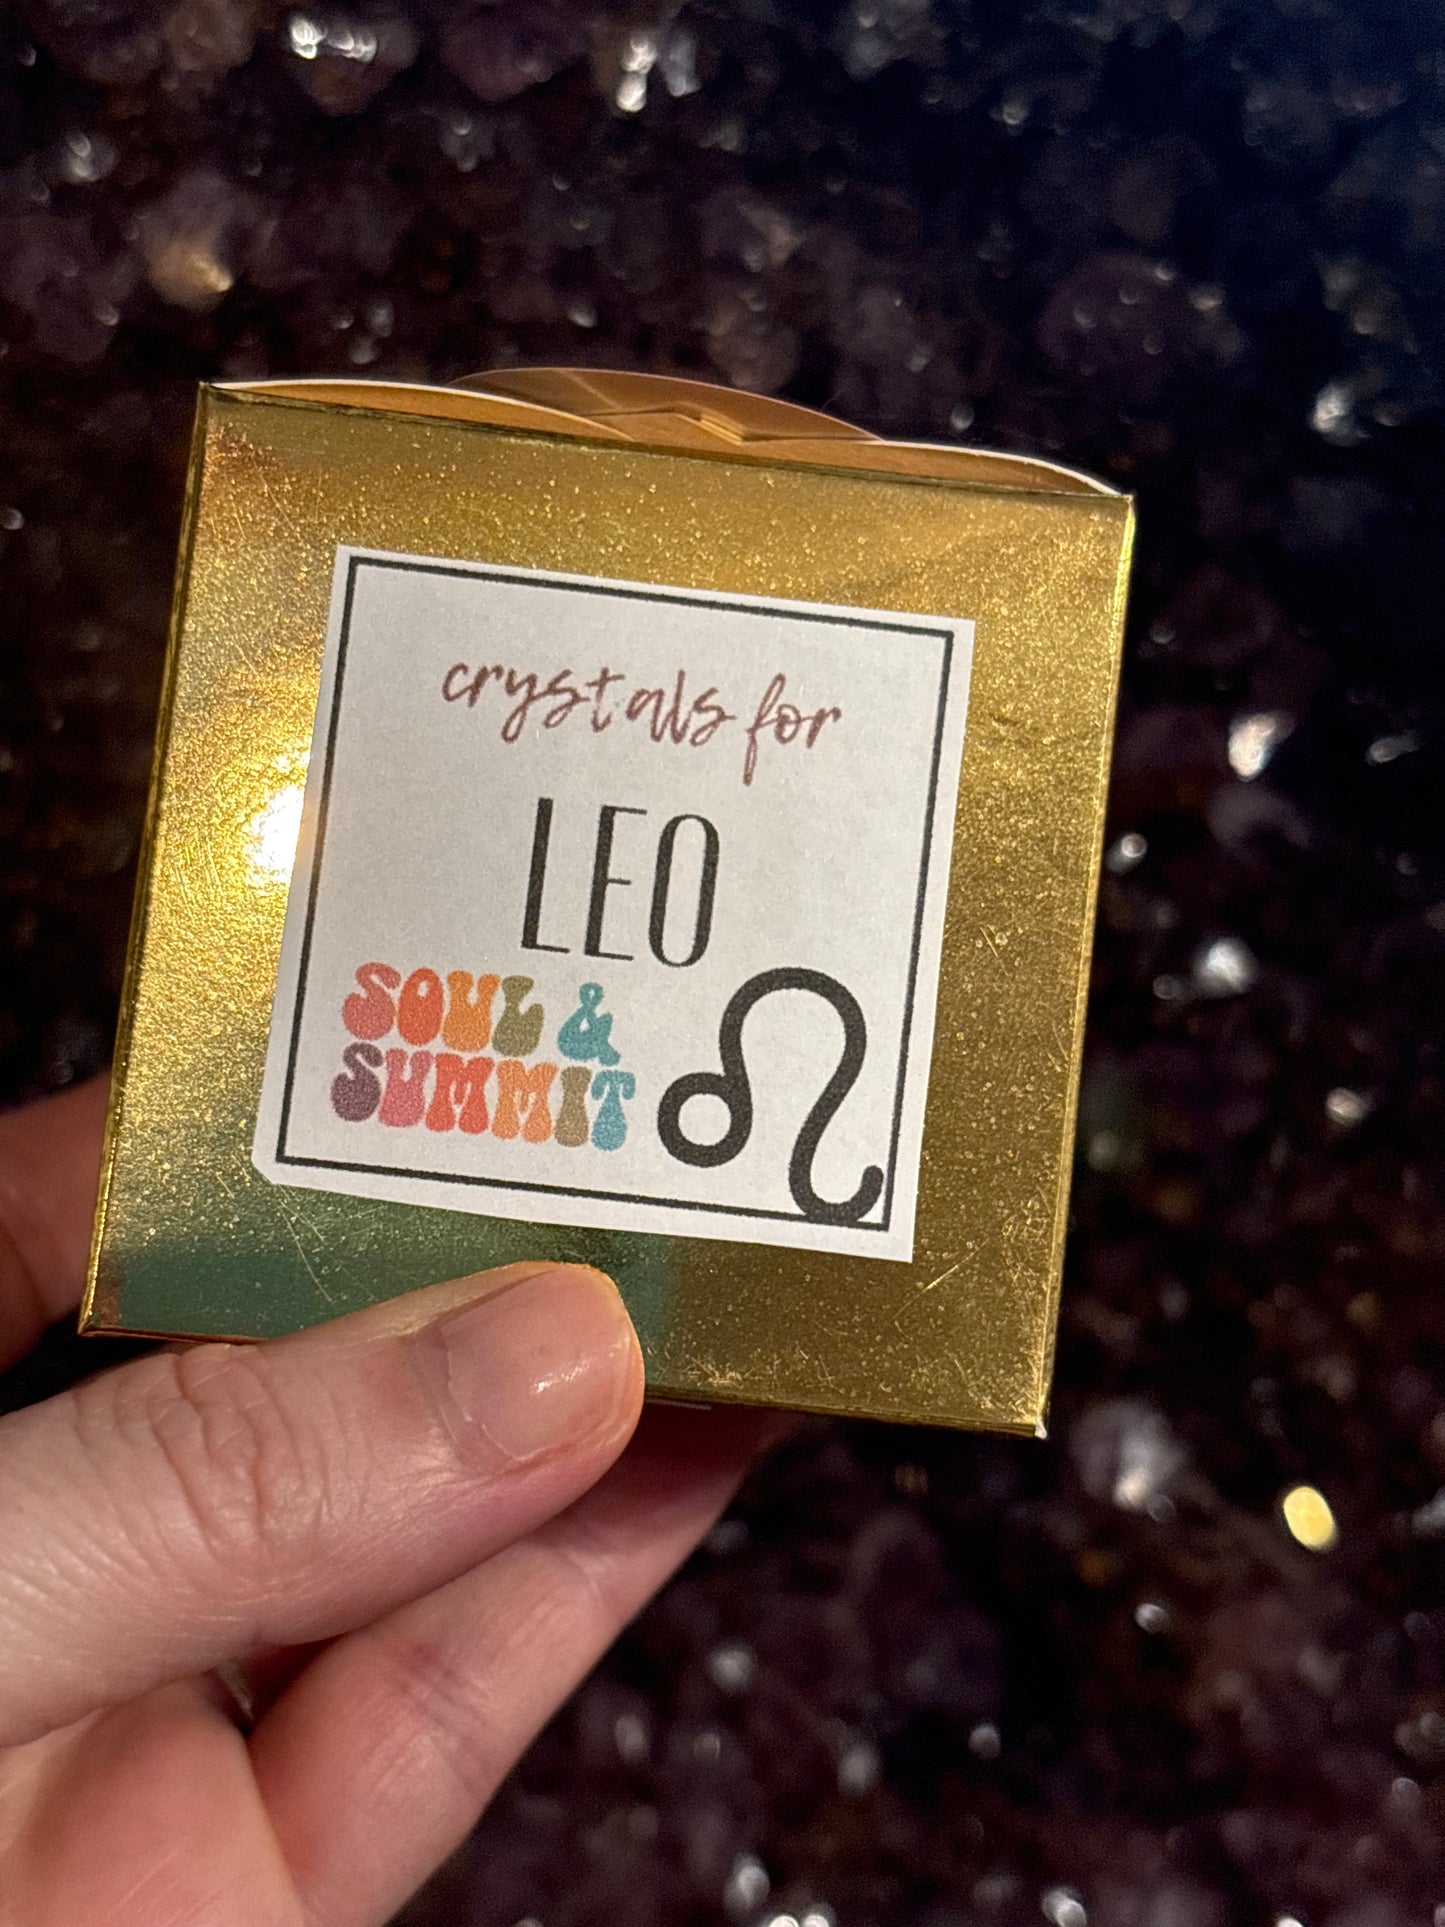 crystals for
LEO
SOUL &
SUMMIT